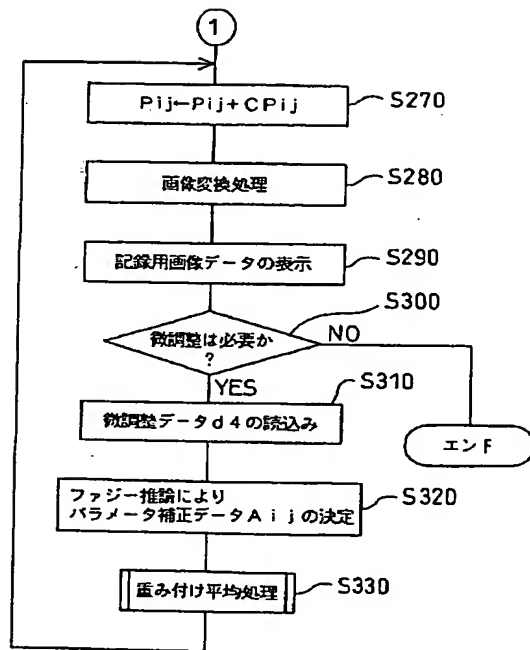 1
Pij←Pij+CPij
S270
画像変換処理
S280
記録用画像データの表示
S290
S300
微調整は必要か
?
NO
YES
S310
微調整データd4の読込み
エンド
S320
ファジー推論により
パラメータ補正データAijの決定
重み付け平均処理
S330